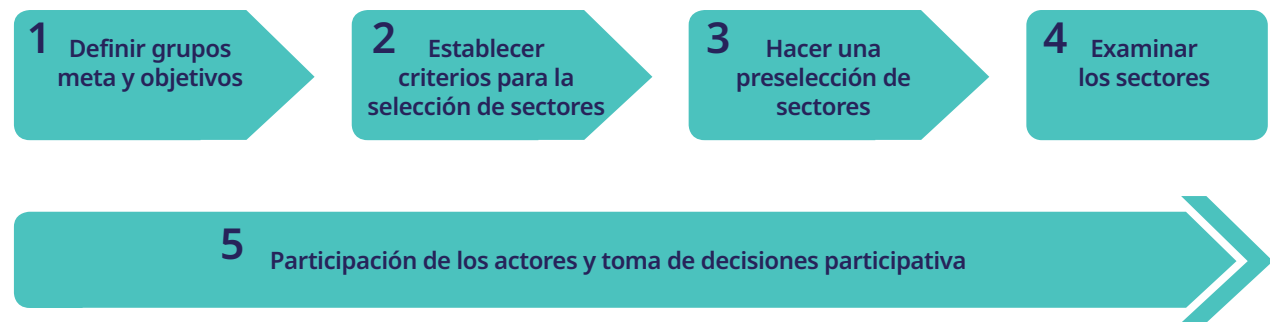 1
Definir grupos
meta y objetivos
2
Establecer
criterios para la
selección de sectores
3
Hacer una
preselección de
sectores
4
Examinar
los sectores
5
Participación de los actores y toma de decisiones participativa